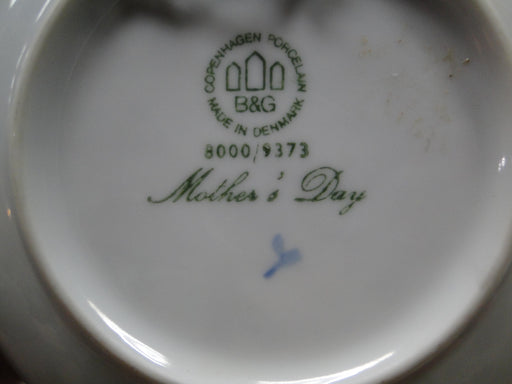 COPENHAGEN PORCELAIN
B&G
MADE IN DENMARK
8000/9373
Mother's Day